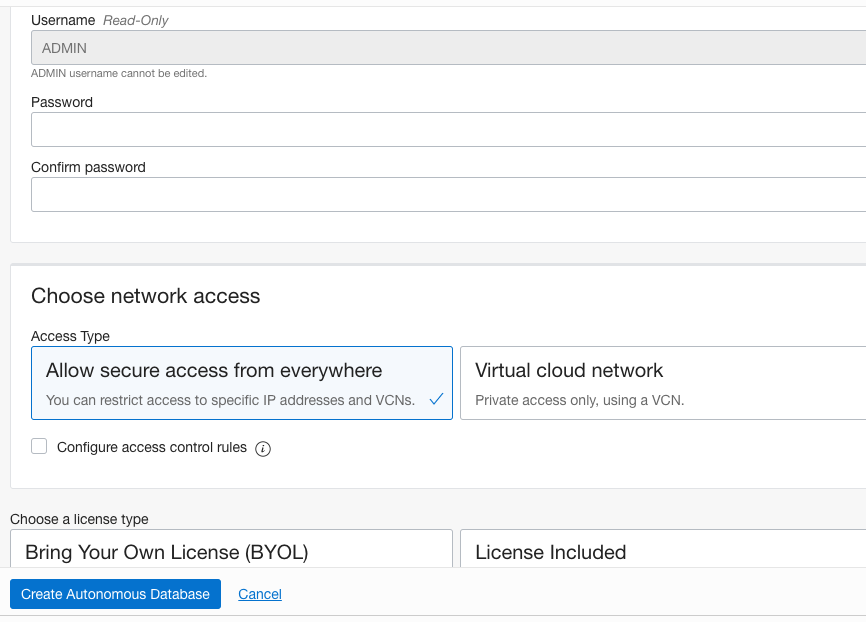 Username Read-Only
ADMIN
ADMIN username cannot be edited.
Password
Confirm password
Choose network access
Access Type
Allow secure access from everywhere
You can restrict access to specific IP addresses and VCNs.
Virtual cloud network
Private access only, using a VCN.
Configure access control rules i
Choose a license type
Bring Your Own License (BYOL)
License Included
Create Autonomous Database
Cancel